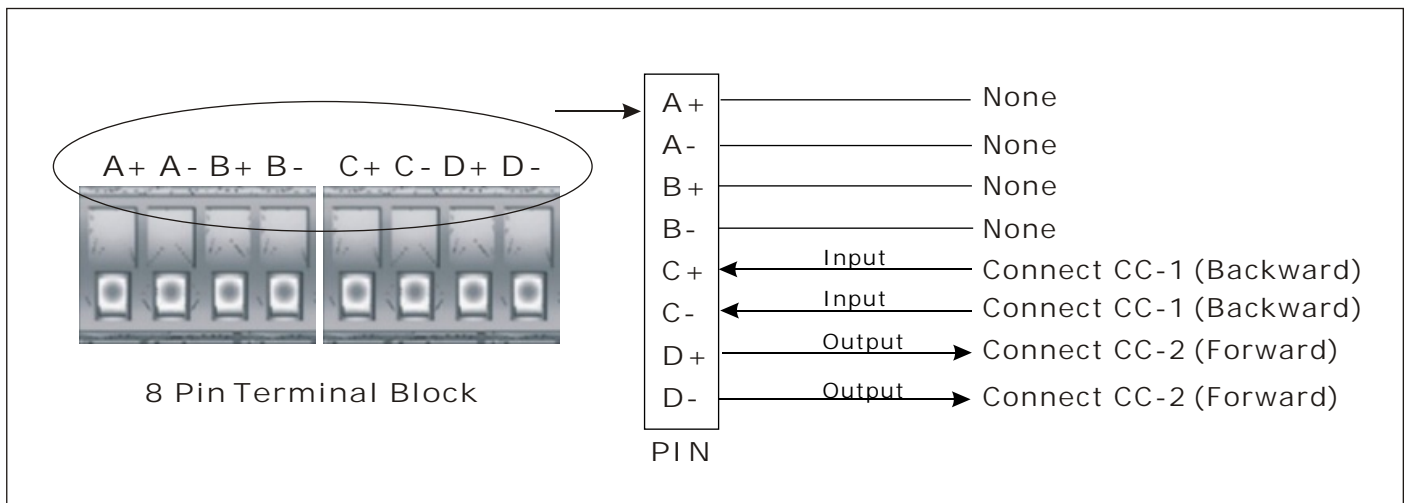 A+ A- B+ B- C+ C- D+ D-
8 Pin Terminal Block
A+ None
A- None
B+ None
B- None
C+ Input Connect CC-1 (Backward)
C- Input Connect CC-1 (Backward)
D+ Output Connect CC-2 (Forward)
D- Output Connect CC-2 (Forward)
PIN